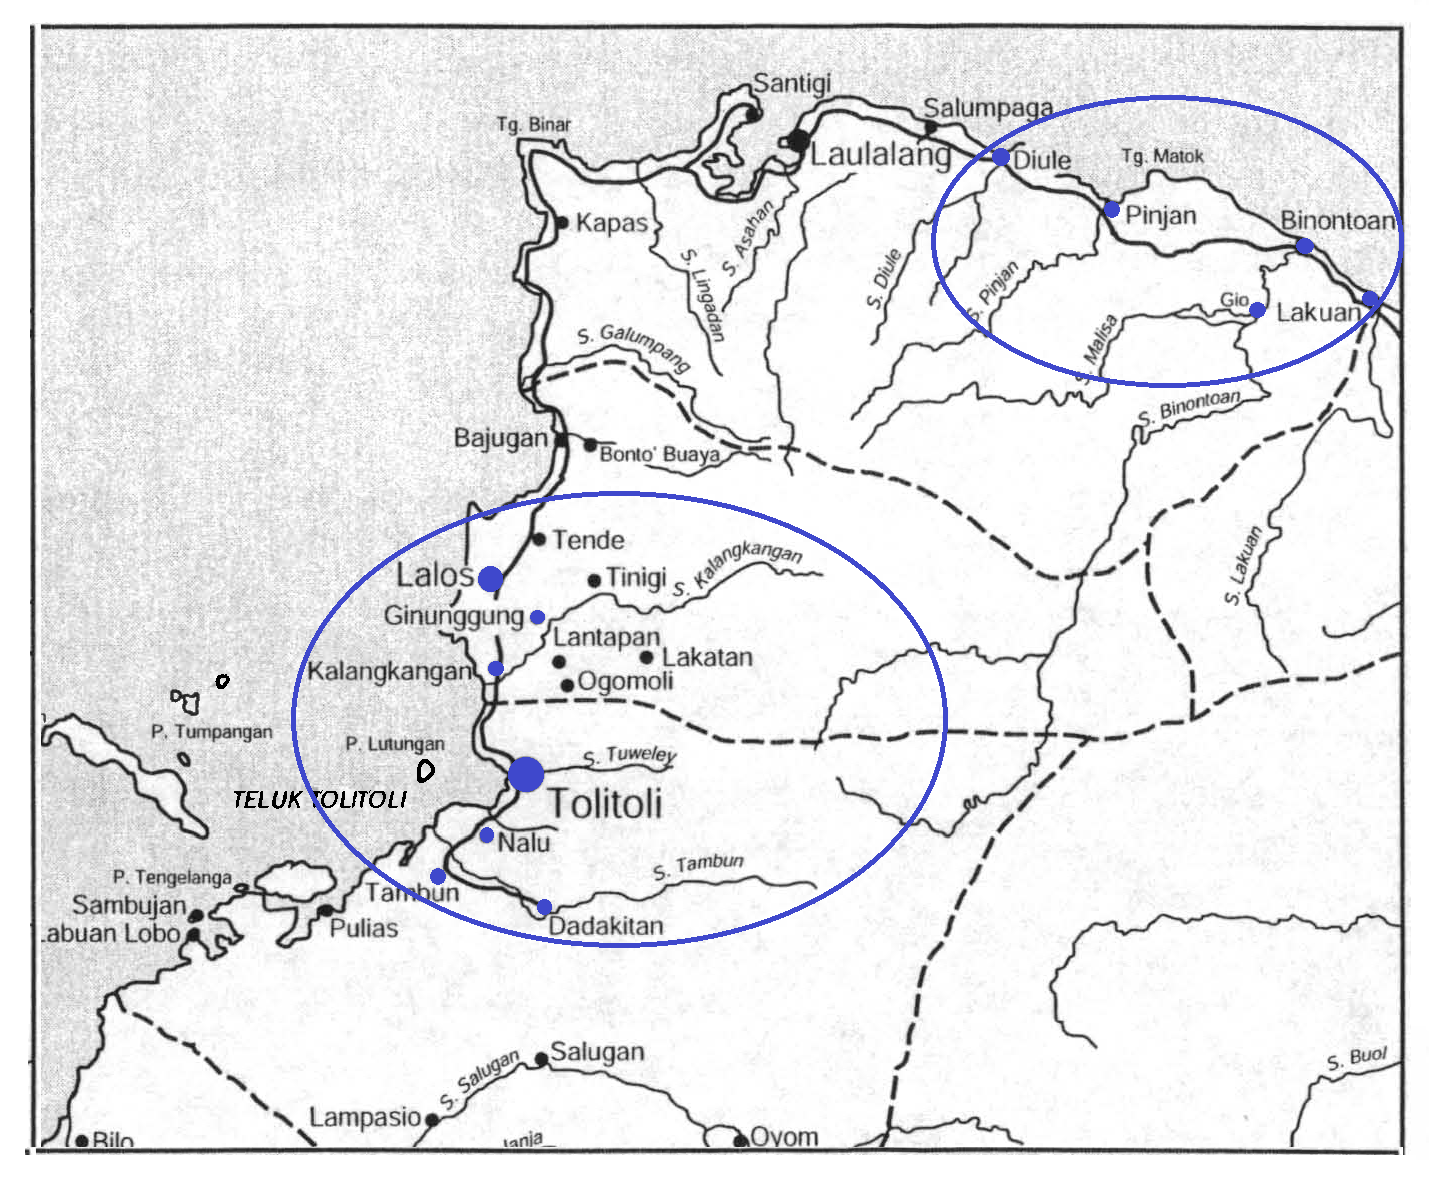 Santigi
Salumpaga
Tg. Binar
Laulalang
Diule
Tg. Matok
Kapas
Pinjan
Binontoan
S. Asahan
S. Lingadan
S. Diule
S. Pinjan
Gio
Lakuan
S. Malisa
S. Galumpang
S. Binontoan
Bajugan
Bonto' Buaya
Tende
S. Kalangkangan
Lalos
Tinigi
S. Lakuan
Ginunggung
Lantapan
Lakatan
Kalangkangan
Ogomoli
P. Tumpangan
P. Lutungan
S. Tuweley
TELUK TOLITOLI
Tolitoli
Nalu
S. Tambun
P. Tengelanga
Tambun
Sambujan
Pulias
Dadakitan
Labuan Lobo
Salugan
S. Salugan
S. Buol
Lampasio
Bilo
Oyom